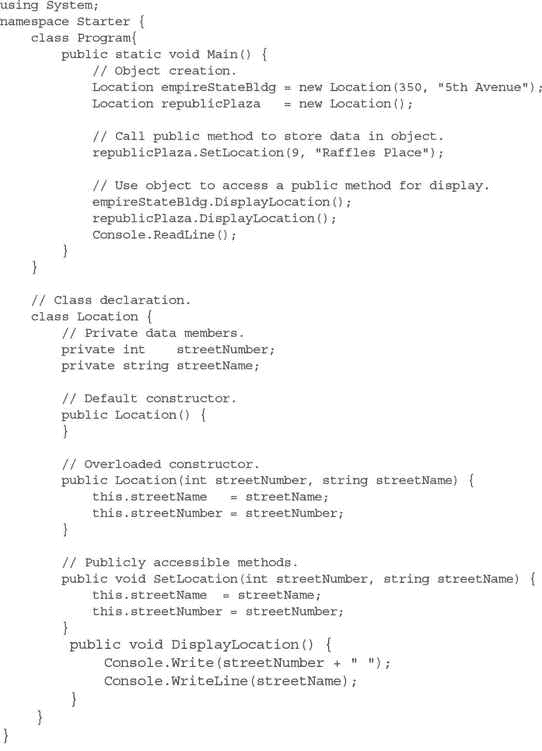 using System;
namespace Starter {
    class Program{
        public static void Main() {
            // Object creation.
            Location empireStateBldg = new Location(350, "5th Avenue");
            Location republicPlaza   = new Location();

            // Call public method to store data in object.
            republicPlaza.SetLocation(9, "Raffles Place");

            // Use object to access a public method for display.
            empireStateBldg.DisplayLocation();
            republicPlaza.DisplayLocation();
            Console.ReadLine();
        }
    }

    // Class declaration.
    class Location {
        // Private data members.
        private int    streetNumber;
        private string streetName;

        // Default constructor.
        public Location() {
        }

        // Overloaded constructor.
        public Location(int streetNumber, string streetName) {
            this.streetName   = streetName;
            this.streetNumber = streetNumber;
        }

        // Publicly accessible methods.
        public void SetLocation(int streetNumber, string streetName) {
            this.streetName  = streetName;
            this.streetNumber = streetNumber;
        }
         public void DisplayLocation() {
             Console.Write(streetNumber + " ");
             Console.WriteLine(streetName);
         }
     }
}